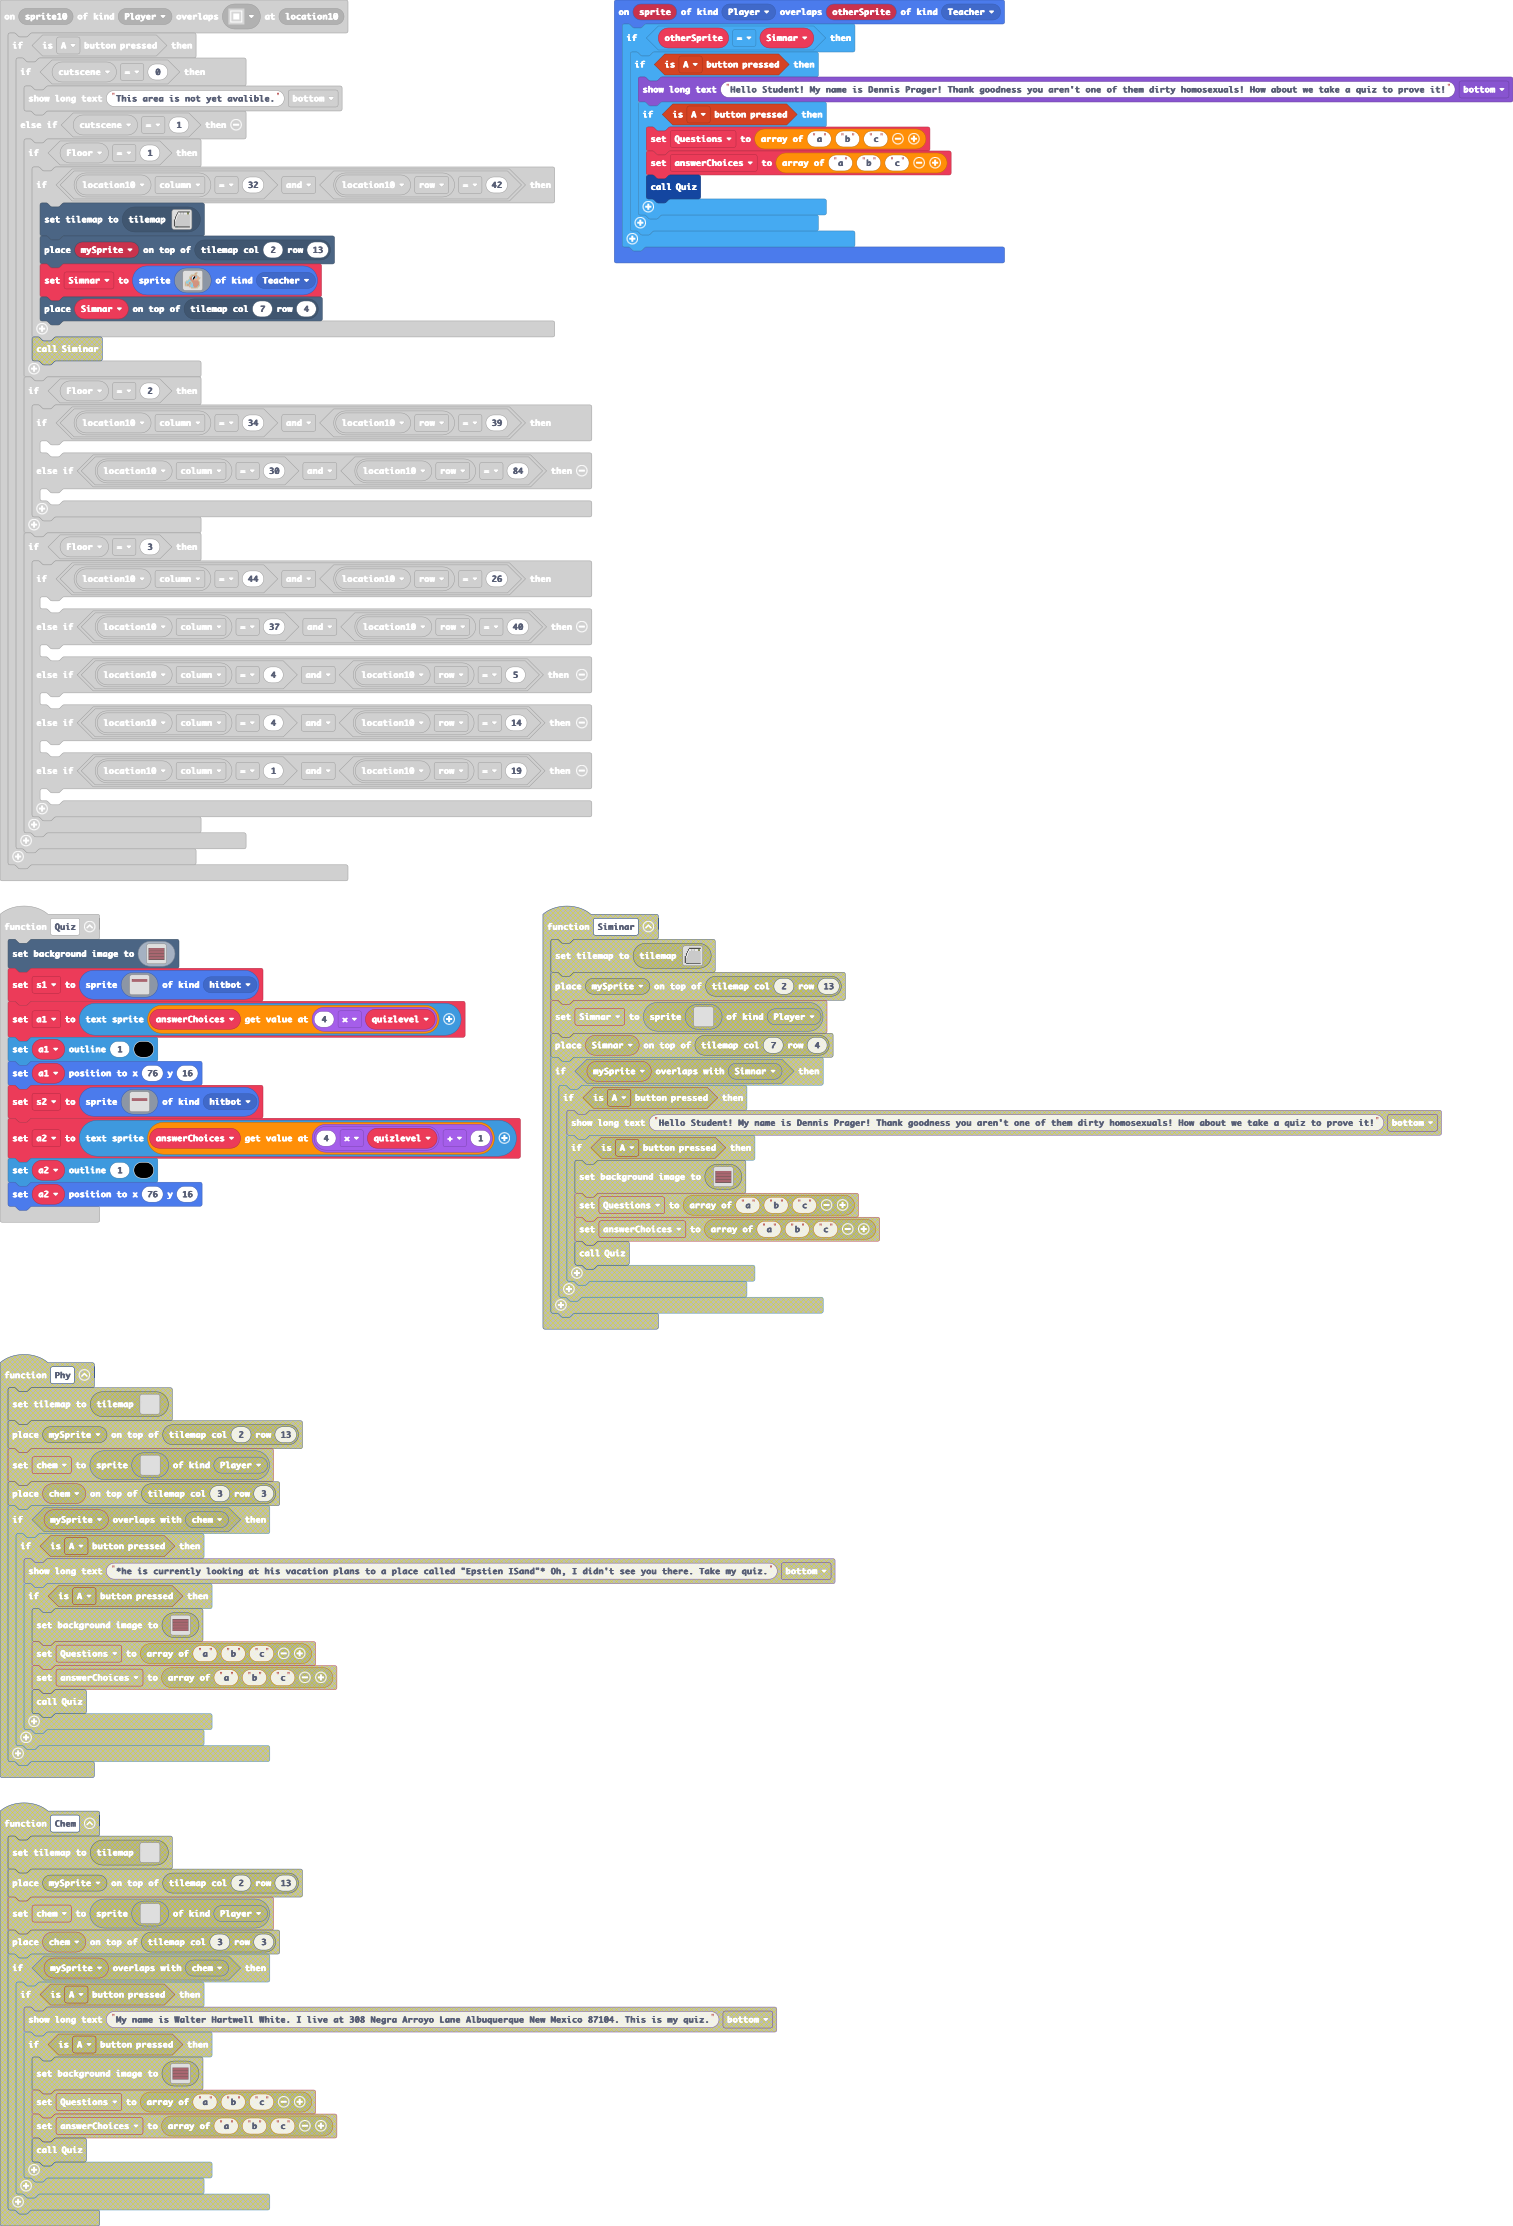 on sprite10 of kind Player overlaps at location10
if is A button pressed then
if cutscene = 0 then
show long text "This area is not yet avalible." bottom
else if cutscene = 1 then
if Floor = 1 then
if location10 column = 32 and location10 row = 42 then
set tilemap to tilemap
place mySprite on top of tilemap col 2 row 13
set Simnar to sprite of kind Teacher
place Simnar on top of tilemap col 7 row 4
call Siminar
if Floor = 2 then
if location10 column = 34 and location10 row = 39 then
else if location10 column = 30 and location10 row = 84 then
if Floor = 3 then
if location10 column = 44 and location10 row = 26 then
else if location10 column = 37 and location10 row = 40 then
else if location10 column = 4 and location10 row = 5 then
else if location10 column = 4 and location10 row = 14 then
else if location10 column = 1 and location10 row = 19 then
on sprite of kind Player overlaps otherSprite of kind Teacher
if otherSprite = Simnar then
if is A button pressed then
show long text "Hello Student! My name is Dennis Prager! Thank goodness you aren't one of them dirty homosexuals! How about we take a quiz to prove it!" bottom
if is A button pressed then
set Questions to array of "a" "b" "c"
set answerChoices to array of "a" "b" "c"
call Quiz
function Quiz
set background image to
set s1 to sprite of kind hitbot
set a1 to text sprite answerChoices get value at 4 x quizlevel
set a1 outline 1
set a1 position to x 76 y 16
set s2 to sprite of kind hitbot
set a2 to text sprite answerChoices get value at 4 x quizlevel + 1
set a2 outline 1
set a2 position to x 76 y 16
function Siminar
set tilemap to tilemap
place mySprite on top of tilemap col 2 row 13
set Simnar to sprite of kind Player
place Simnar on top of tilemap col 7 row 4
if mySprite overlaps with Simnar then
if is A button pressed then
show long text "Hello Student! My name is Dennis Prager! Thank goodness you aren't one of them dirty homosexuals! How about we take a quiz to prove it!" bottom
if is A button pressed then
set background image to
set Questions to array of "a" "b" "c"
set answerChoices to array of "a" "b" "c"
call Quiz
function Phy
set tilemap to tilemap
place mySprite on top of tilemap col 2 row 13
set chem to sprite of kind Player
place chem on top of tilemap col 3 row 3
if mySprite overlaps with chem then
if is A button pressed then
show long text "*he is currently looking at his vacation plans to a place called "Epstien ISand"* Oh, I didn't see you there. Take my quiz." bottom
if is A button pressed then
set background image to
set Questions to array of "a" "b" "c"
set answerChoices to array of "a" "b" "c"
call Quiz
function Chem
set tilemap to tilemap
place mySprite on top of tilemap col 2 row 13
set chem to sprite of kind Player
place chem on top of tilemap col 3 row 3
if mySprite overlaps with chem then
if is A button pressed then
show long text "My name is Walter Hartwell White. I live at 308 Negra Arroyo Lane Albuquerque New Mexico 87104. This is my quiz." bottom
if is A button pressed then
set background image to
set Questions to array of "a" "b" "c"
set answerChoices to array of "a" "b" "c"
call Quiz